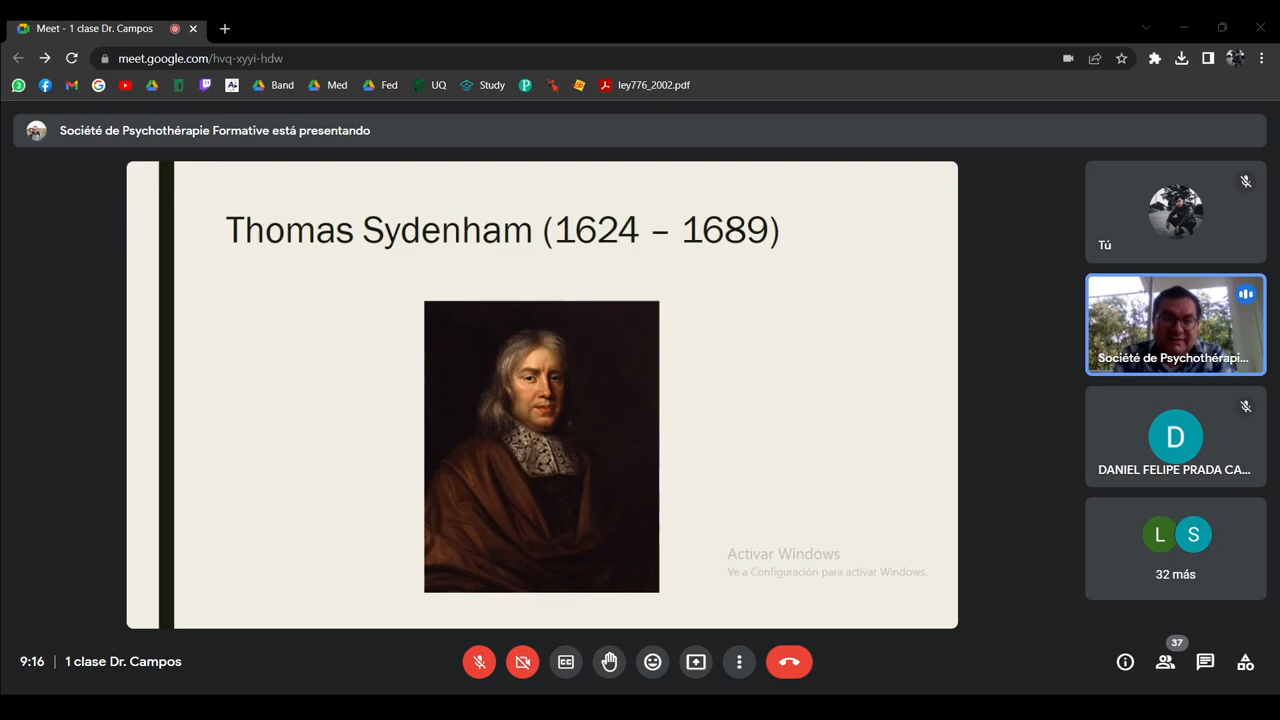 Meet - 1 clase Dr. Campos
meet.google.com/hvq-xyyi-hdw
Band
Med
Fed
UQ
Study
ley776_2002.pdf
Société de Psychothérapie Formative está presentando
Thomas Sydenham (1624 – 1689)
Activar Windows
Ve a Configuración para activar Windows.
Tú
Société de Psychothérapi...
D
DANIEL FELIPE PRADA CA...
L S
32 más
9:16 | 1 clase Dr. Campos
37